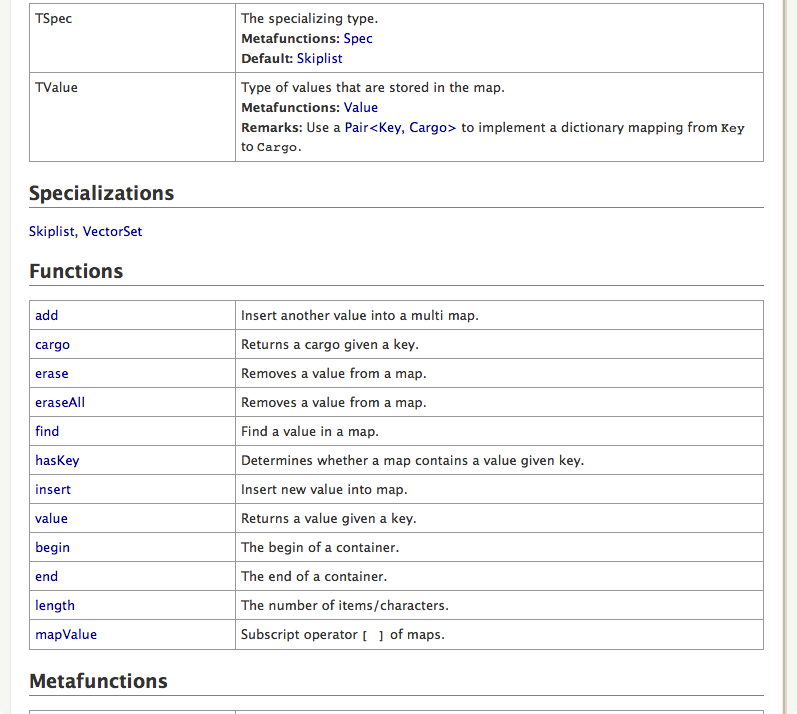 TSpec The specializing type.
Metafunctions: Spec
Default: Skiplist
TValue Type of values that are stored in the map.
Metafunctions: Value
Remarks: Use a Pair<Key, Cargo> to implement a dictionary mapping from Key
to Cargo.
Specializations
Skiplist, VectorSet
Functions
add Insert another value into a multi map.
cargo Returns a cargo given a key.
erase Removes a value from a map.
eraseAll Removes a value from a map.
find Find a value in a map.
hasKey Determines whether a map contains a value given key.
insert Insert new value into map.
value Returns a value given a key.
begin The begin of a container.
end The end of a container.
length The number of items/characters.
mapValue Subscript operator [ ] of maps.
Metafunctions